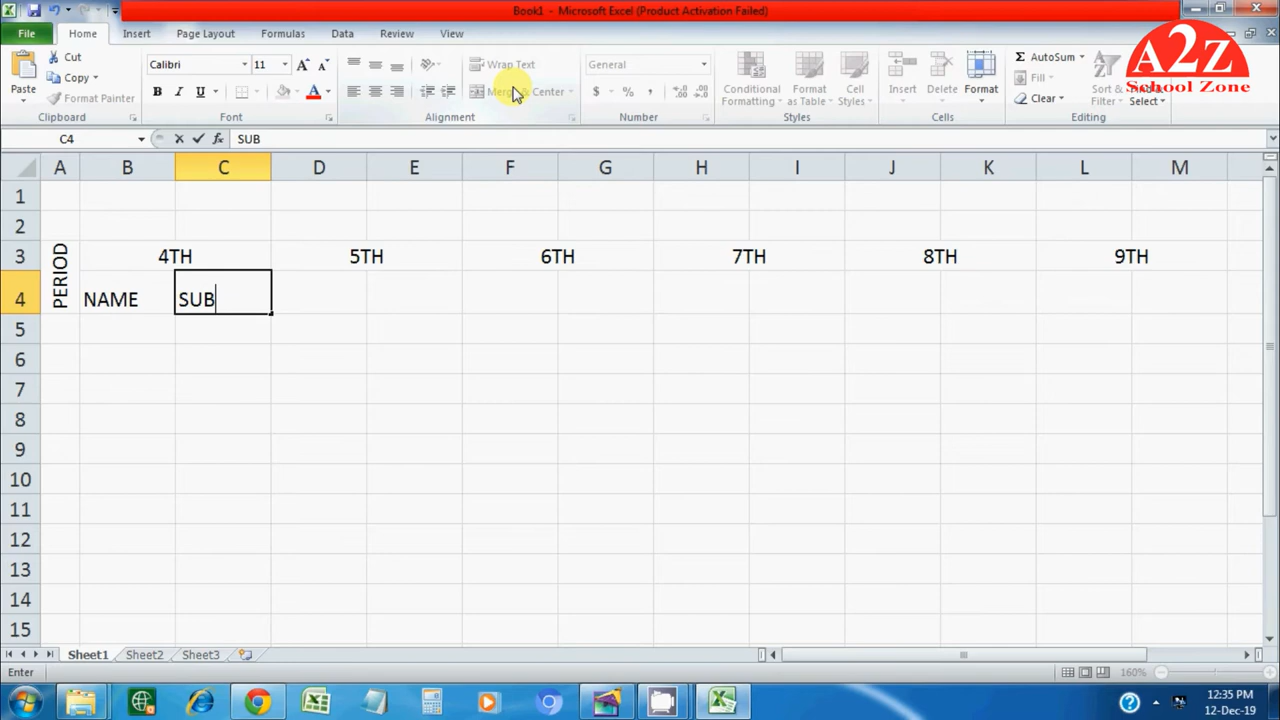 Book1 - Microsoft Excel (Product Activation Failed)
File Home Insert Page Layout Formulas Data Review View
Cut
Copy
Format Painter
Paste
Clipboard
Calibri 11
B I U
Font
Wrap Text
Merge & Center
Alignment
General
$ % ,
Number
Conditional Formatting
Format as Table
Cell Styles
Styles
Insert
Delete
Format
Cells
AutoSum
Fill
Clear
Sort & Filter
Select
Editing
A2Z
School Zone
C4 SUB
A B C D E F G H I J K L M
1
2
3 PERIOD 4TH 5TH 6TH 7TH 8TH 9TH
4 NAME SUB
5
6
7
8
9
10
11
12
13
14
15
Sheet1 Sheet2 Sheet3
Enter 160%
12:35 PM
12-Dec-19